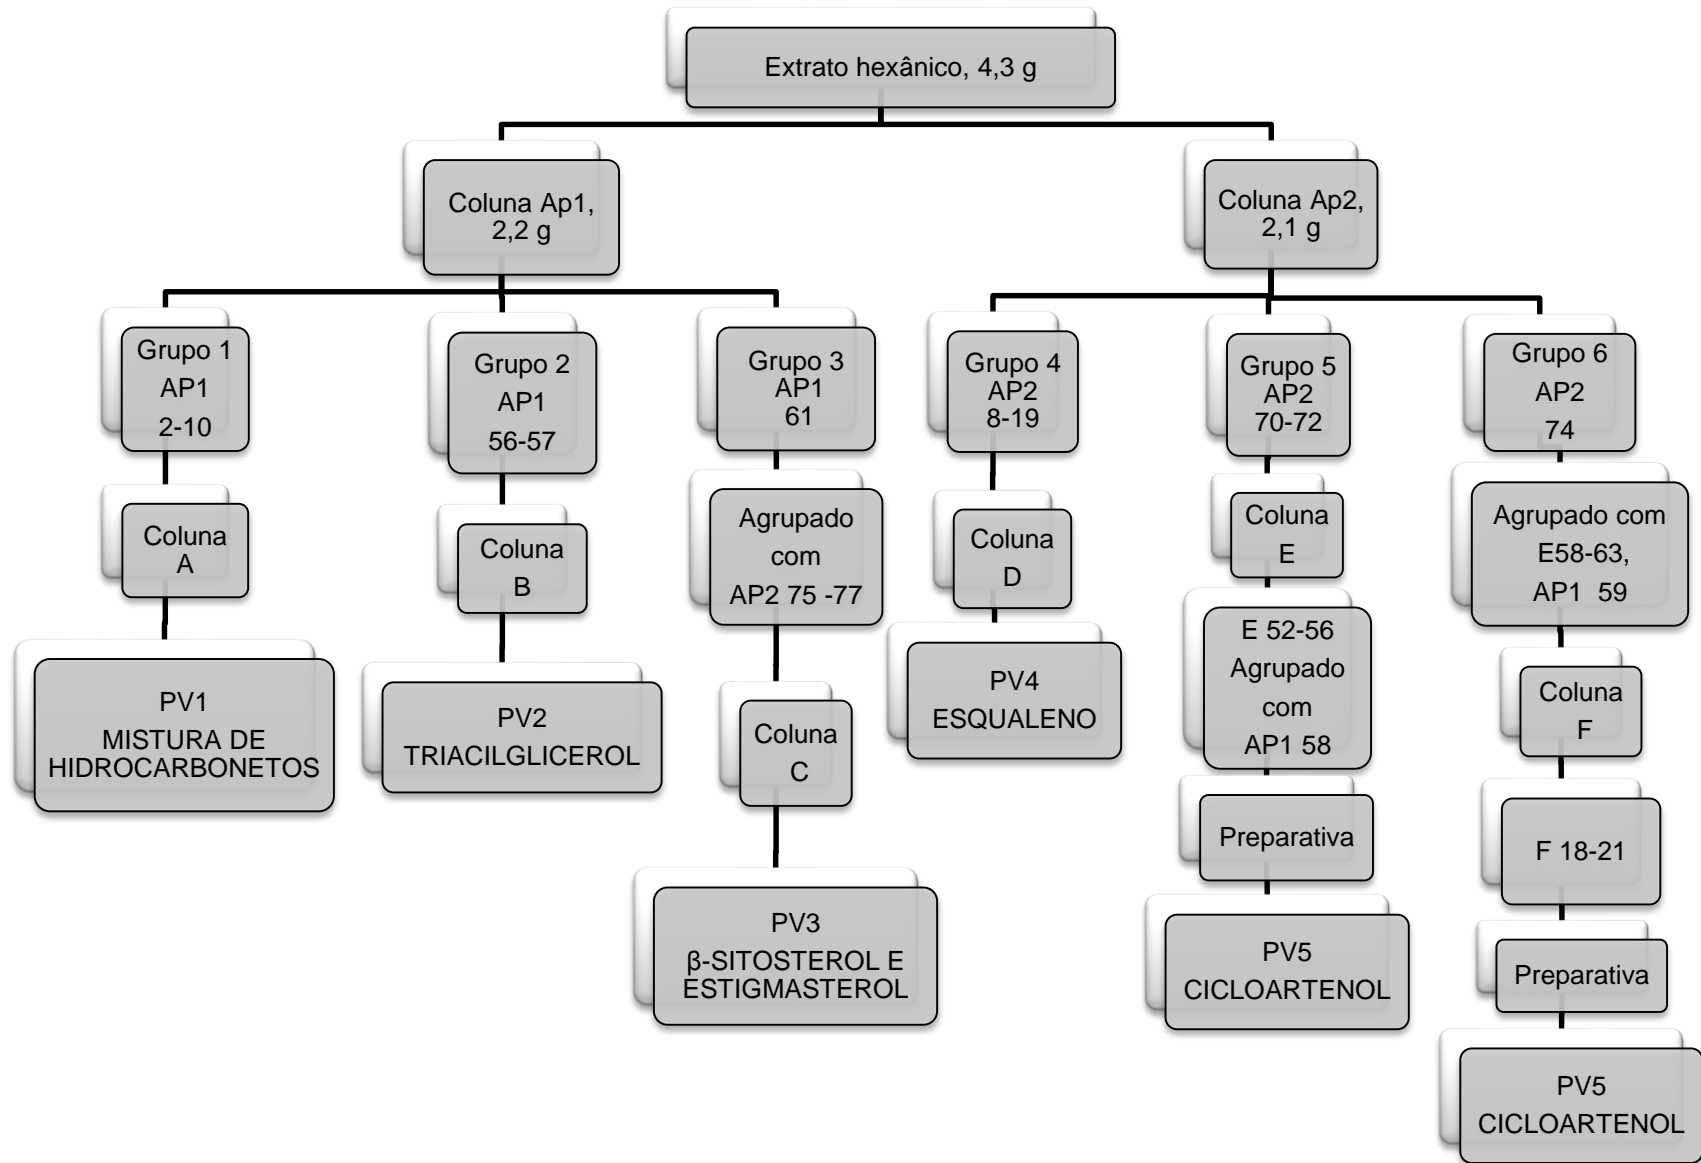 Extrato hexânico, 4,3 g
Coluna Ap1,
2,2 g
Coluna Ap2,
2,1 g
Grupo 1
AP1
2-10
Grupo 2
AP1
56-57
Grupo 3
AP1
61
Grupo 4
AP2
8-19
Grupo 5
AP2
70-72
Grupo 6
AP2
74
Coluna
A
Coluna
B
Agrupado
com
AP2 75 -77
Coluna
D
Coluna
E
Agrupado com
E58-63,
AP1 59
PV1
MISTURA DE
HIDROCARBONETOS
PV2
TRIACILGLICEROL
Coluna
C
PV4
ESQUALENO
E 52-56
Agrupado
com
AP1 58
Coluna
F
Preparativa
F 18-21
PV3
β-SITOSTEROL E
ESTIGMASTEROL
PV5
CICLOARTENOL
Preparativa
PV5
CICLOARTENOL